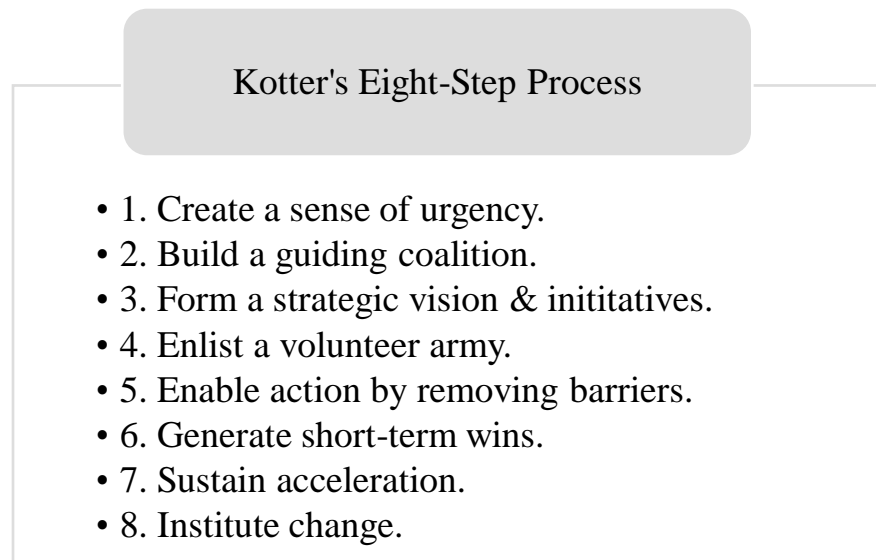 Kotter's Eight-Step Process
• 1. Create a sense of urgency.
• 2. Build a guiding coalition.
• 3. Form a strategic vision & inititatives.
• 4. Enlist a volunteer army.
• 5. Enable action by removing barriers.
• 6. Generate short-term wins.
• 7. Sustain acceleration.
• 8. Institute change.